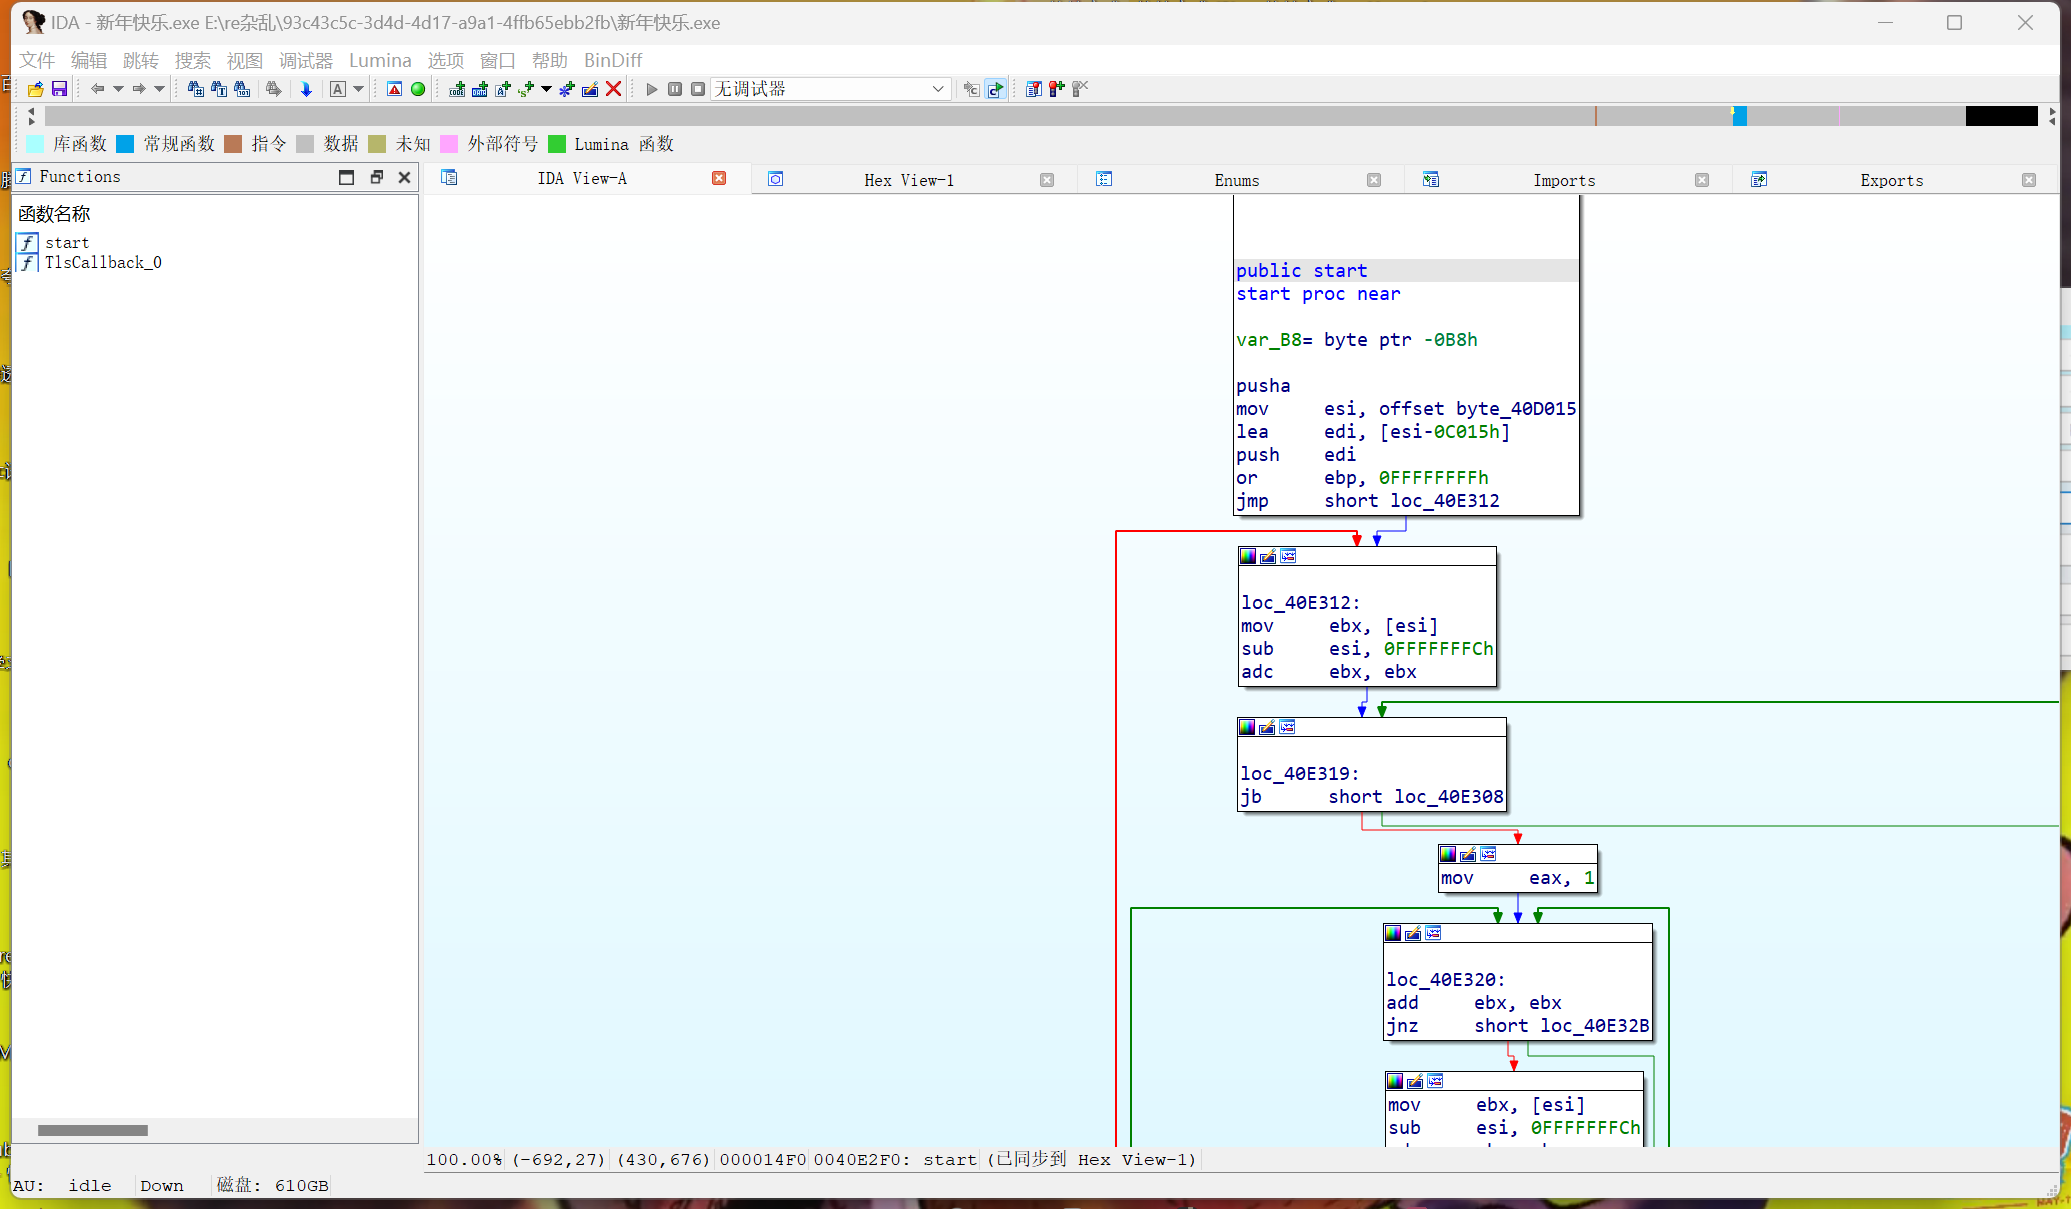 IDA - 新年快乐.exe E:\re杂乱\93c43c5c-3d4d-4d17-a9a1-4ffb65ebb2fb\新年快乐.exe
文件 编辑 跳转 搜索 视图 调试器 Lumina 选项 窗口 帮助 BinDiff
无调试器
库函数 常规函数 指令 数据 未知 外部符号 Lumina 函数
Functions
IDA View-A
Hex View-1
Enums
Imports
Exports
函数名称
start
TlsCallback_0
public start
start proc near
var_B8= byte ptr -0B8h
pusha
mov esi, offset byte_40D015
lea edi, [esi-0C015h]
push edi
or ebp, 0FFFFFFFFh
jmp short loc_40E312
loc_40E312:
mov ebx, [esi]
sub esi, 0FFFFFFFCh
adc ebx, ebx
loc_40E319:
jb short loc_40E308
mov eax, 1
loc_40E320:
add ebx, ebx
jnz short loc_40E32B
mov ebx, [esi]
sub esi, 0FFFFFFFCh
100.00% (-692,27) (430,676) 000014F0 0040E2F0: start (已同步到 Hex View-1)
AU: idle Down 磁盘: 610GB